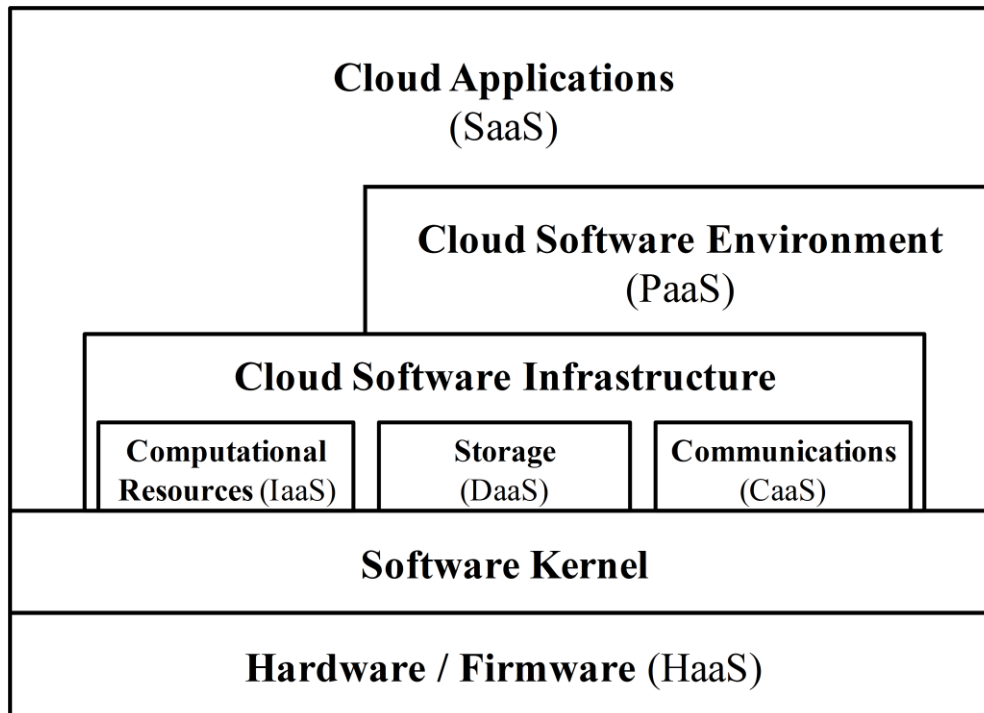 Cloud Applications
(SaaS)
Cloud Software Environment
(PaaS)
Cloud Software Infrastructure
Computational
Resources (IaaS)
Storage
(DaaS)
Communications
(CaaS)
Software Kernel
Hardware / Firmware (HaaS)